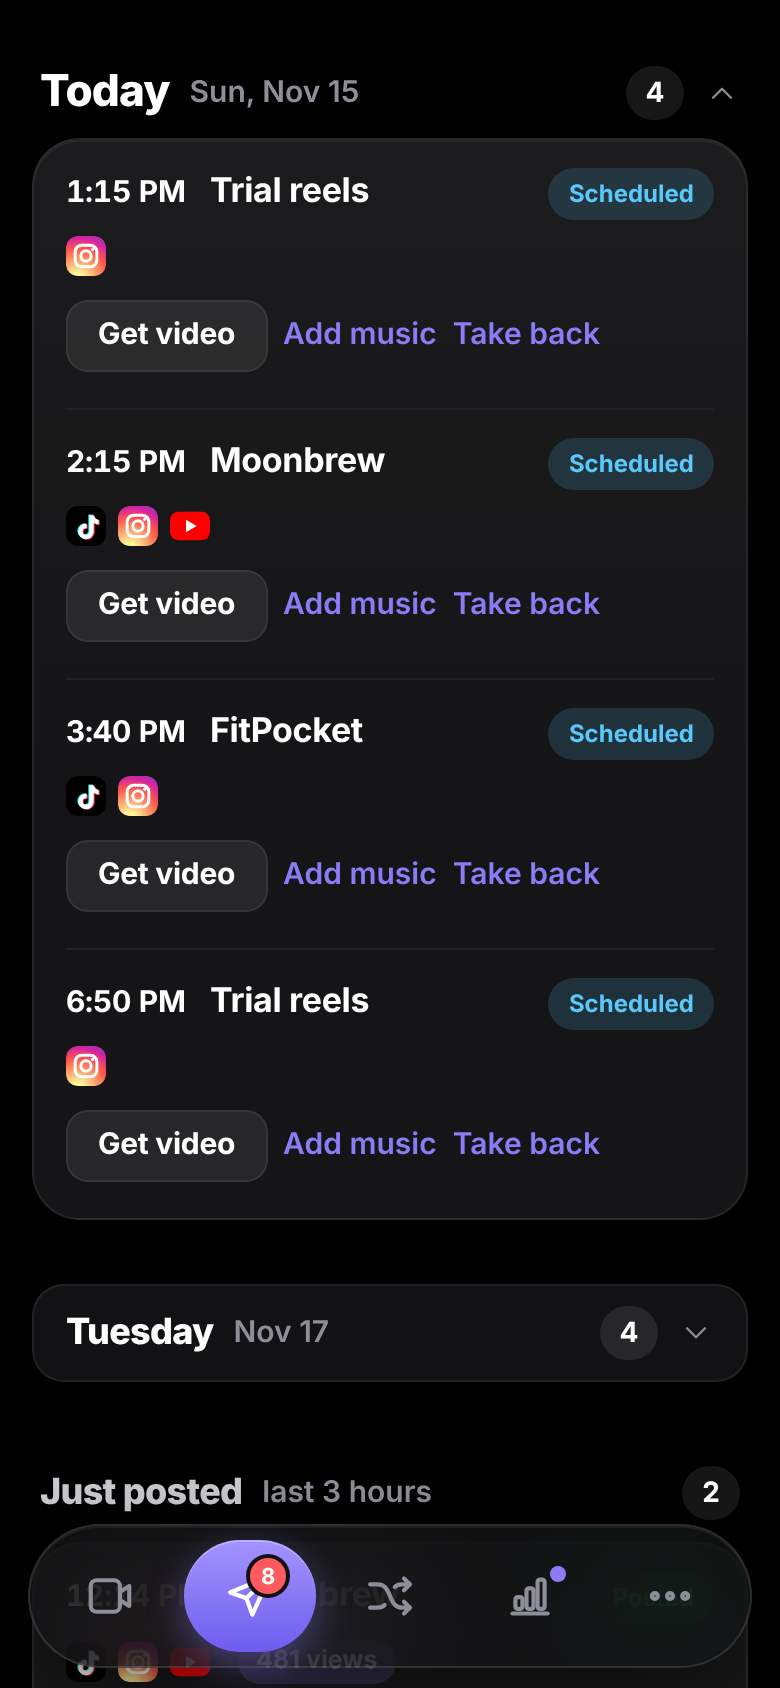 Today Sun, Nov 15 4
1:15 PM Trial reels Scheduled
Get video Add music Take back
2:15 PM Moonbrew Scheduled
Get video Add music Take back
3:40 PM FitPocket Scheduled
Get video Add music Take back
6:50 PM Trial reels Scheduled
Get video Add music Take back
Tuesday Nov 17 4
Just posted last 3 hours 2
8
Posted
481 views